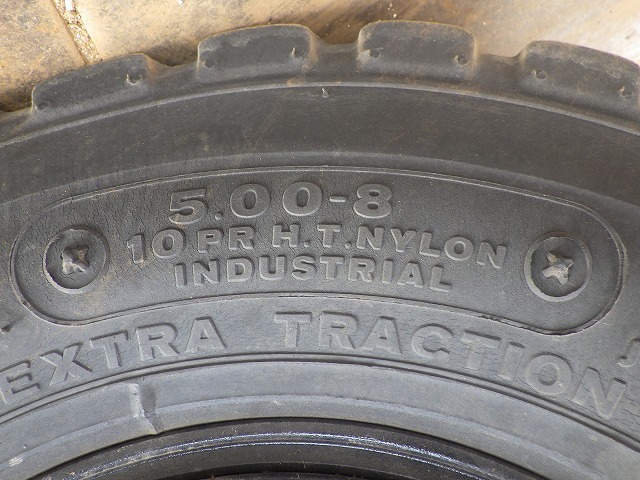 5.00-8
10 PR H.T. NYLON
INDUSTRIAL
EXTRA TRACTION